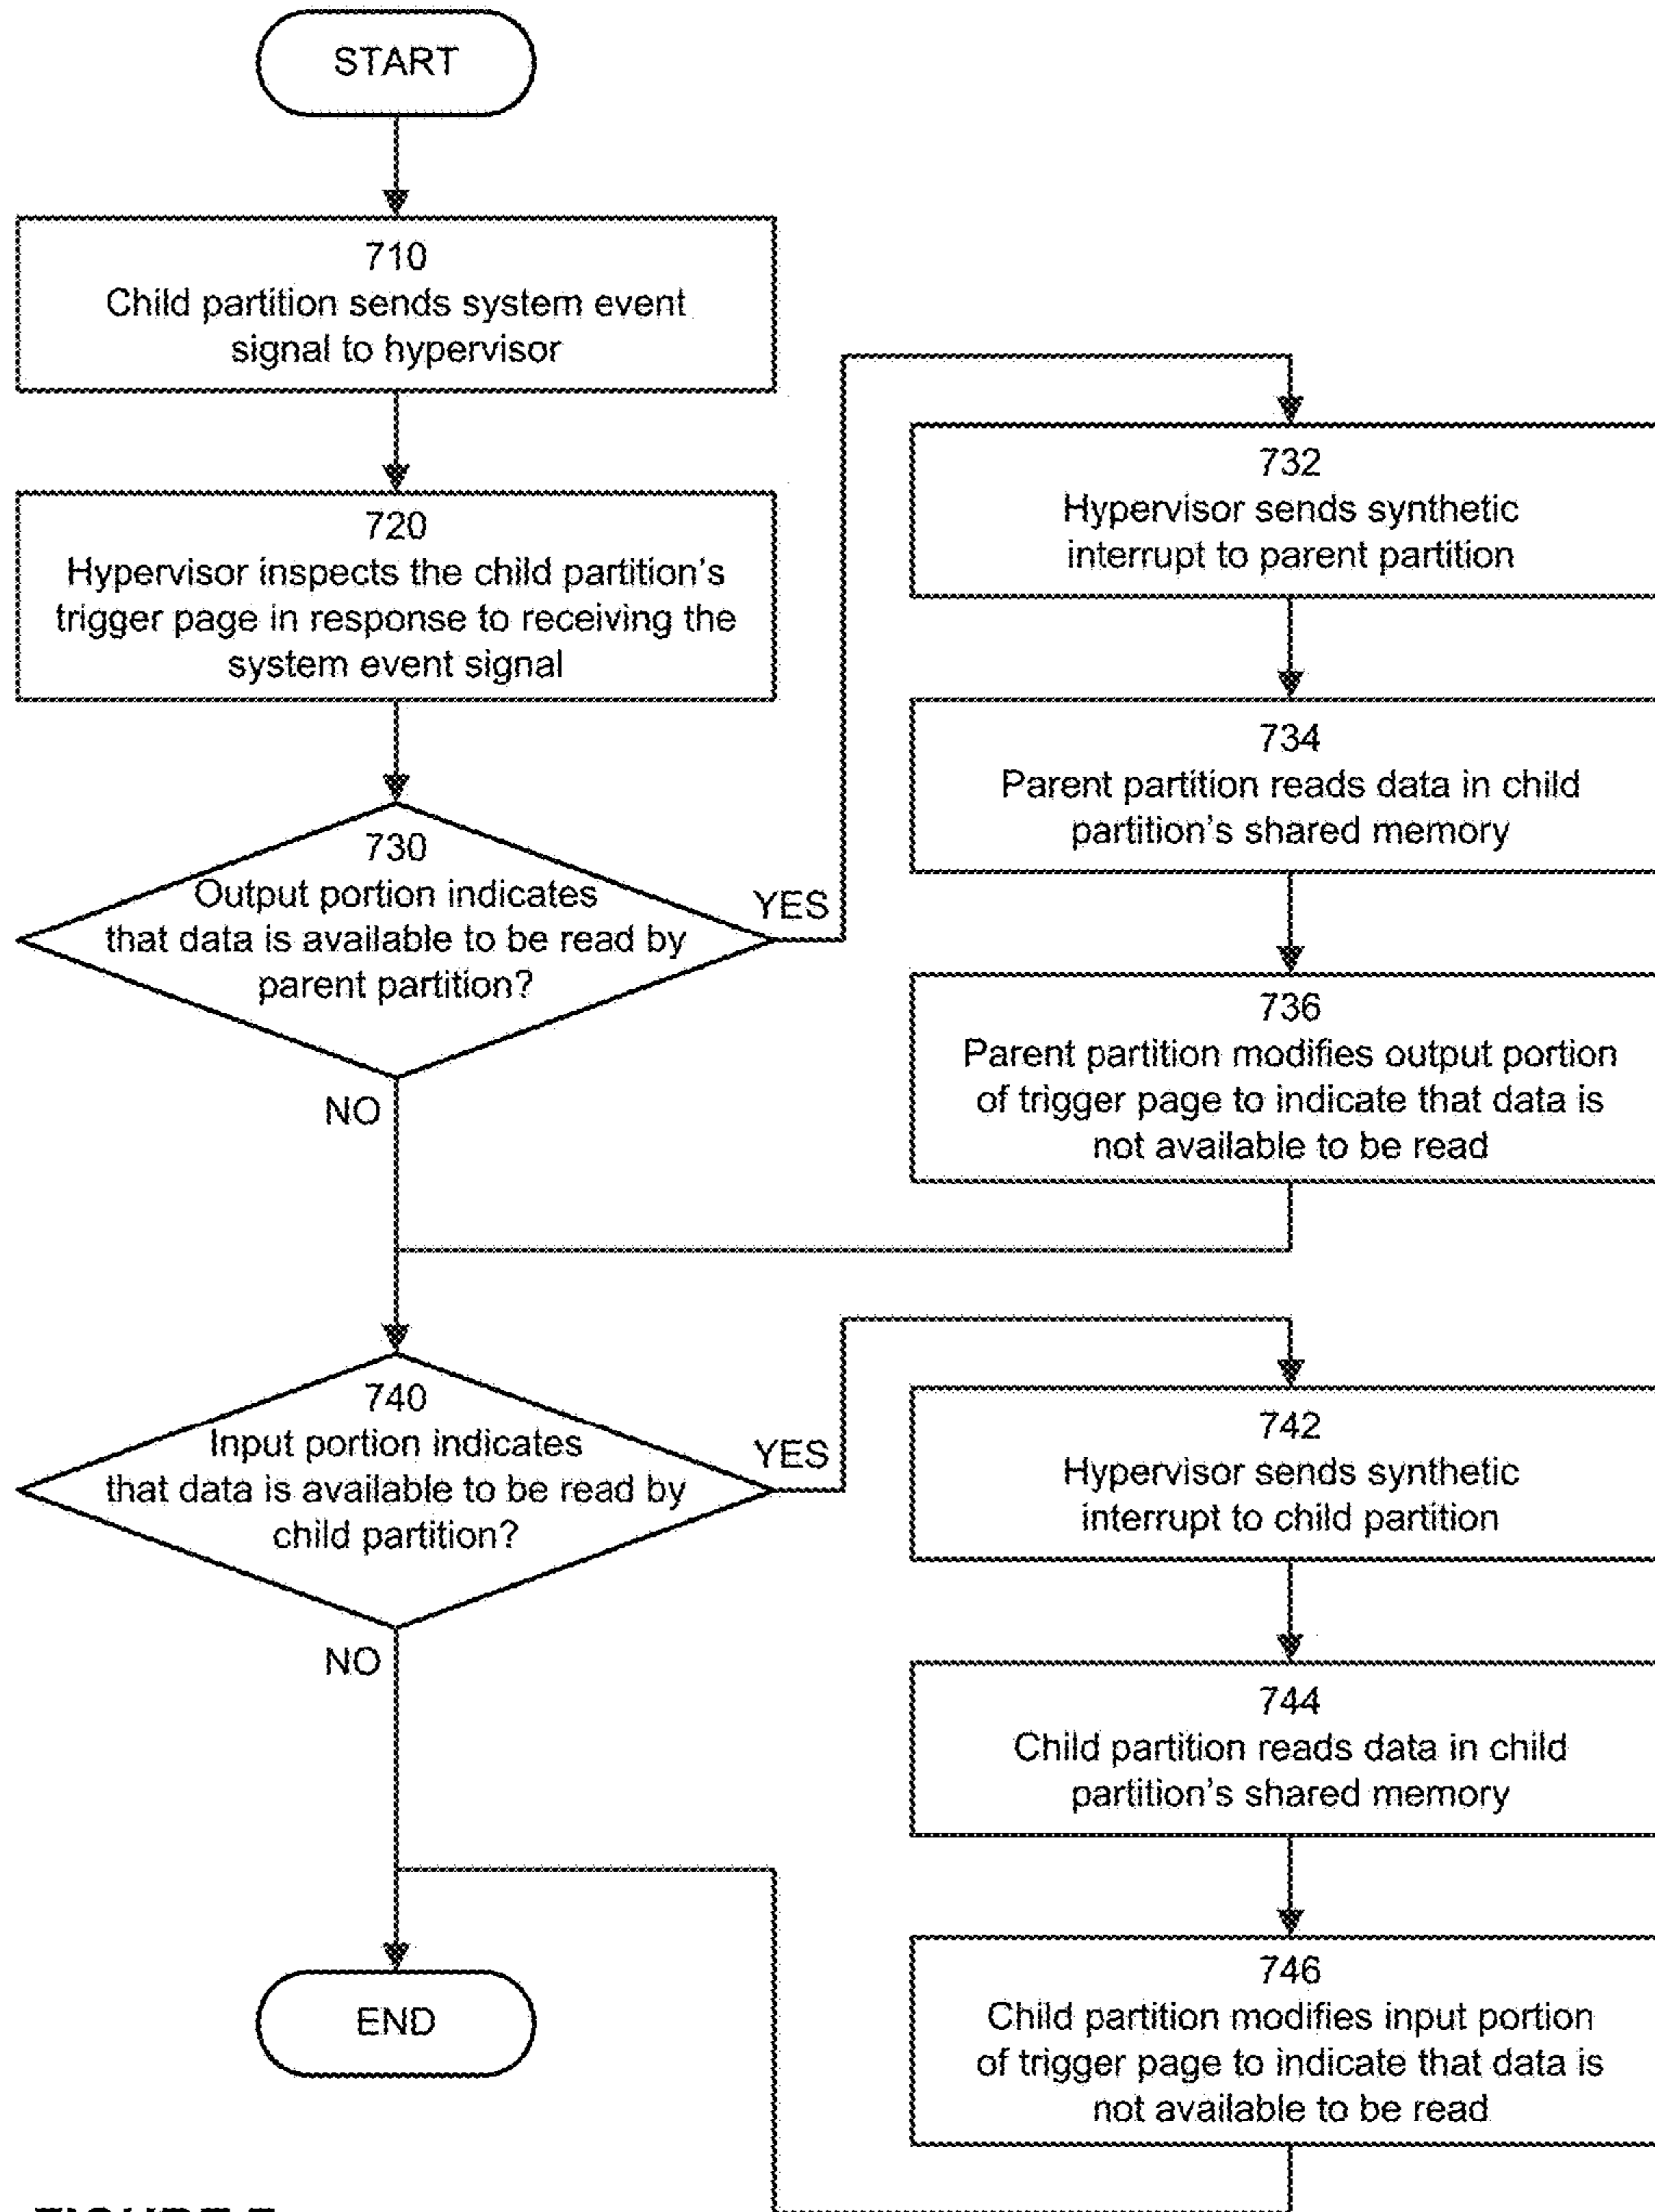 START
710
Child partition sends system event
signal to hypervisor
720
Hypervisor inspects the child partition's
trigger page in response to receiving the
system event signal
730
Output portion indicates
that data is available to be read by
parent partition?
YES
NO
732
Hypervisor sends synthetic
interrupt to parent partition
734
Parent partition reads data in child
partition's shared memory
736
Parent partition modifies output portion
of trigger page to indicate that data is
not available to be read
740
Input portion indicates
that data is available to be read by
child partition?
YES
NO
742
Hypervisor sends synthetic
interrupt to child partition
744
Child partition reads data in child
partition's shared memory
746
Child partition modifies input portion
of trigger page to indicate that data is
not available to be read
END